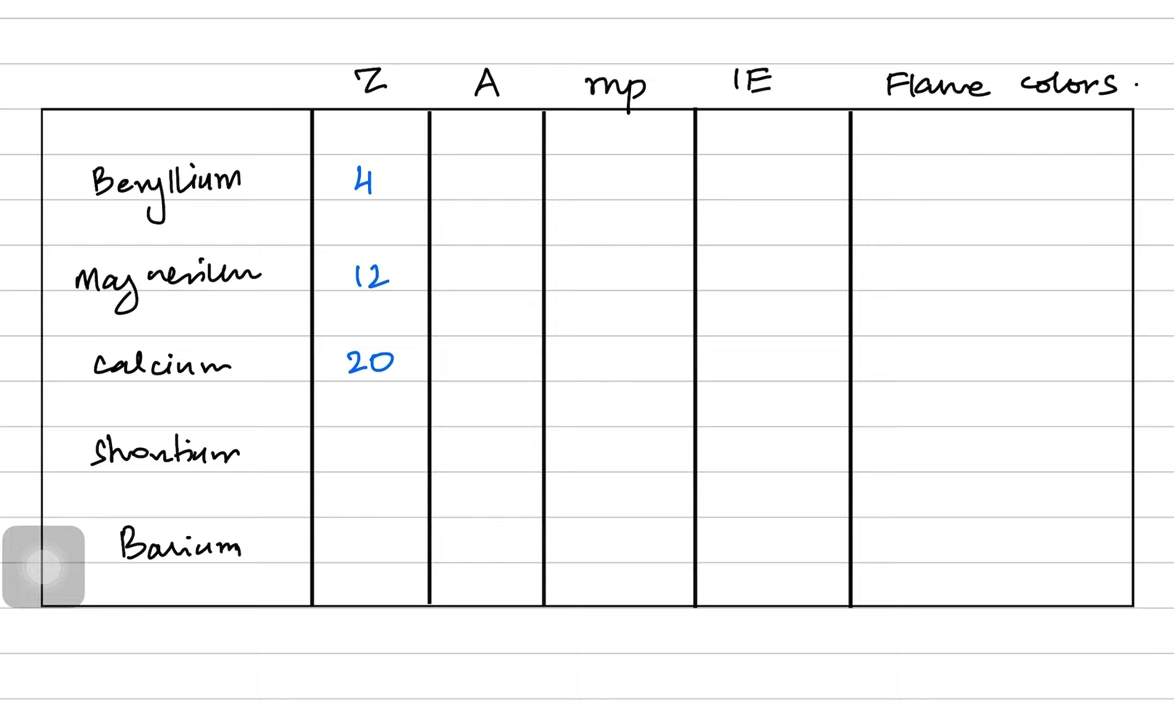 Z A mp IE Flame colors.
Beryllium 4
Magnesium 12
Calcium 20
Strontium
Barium